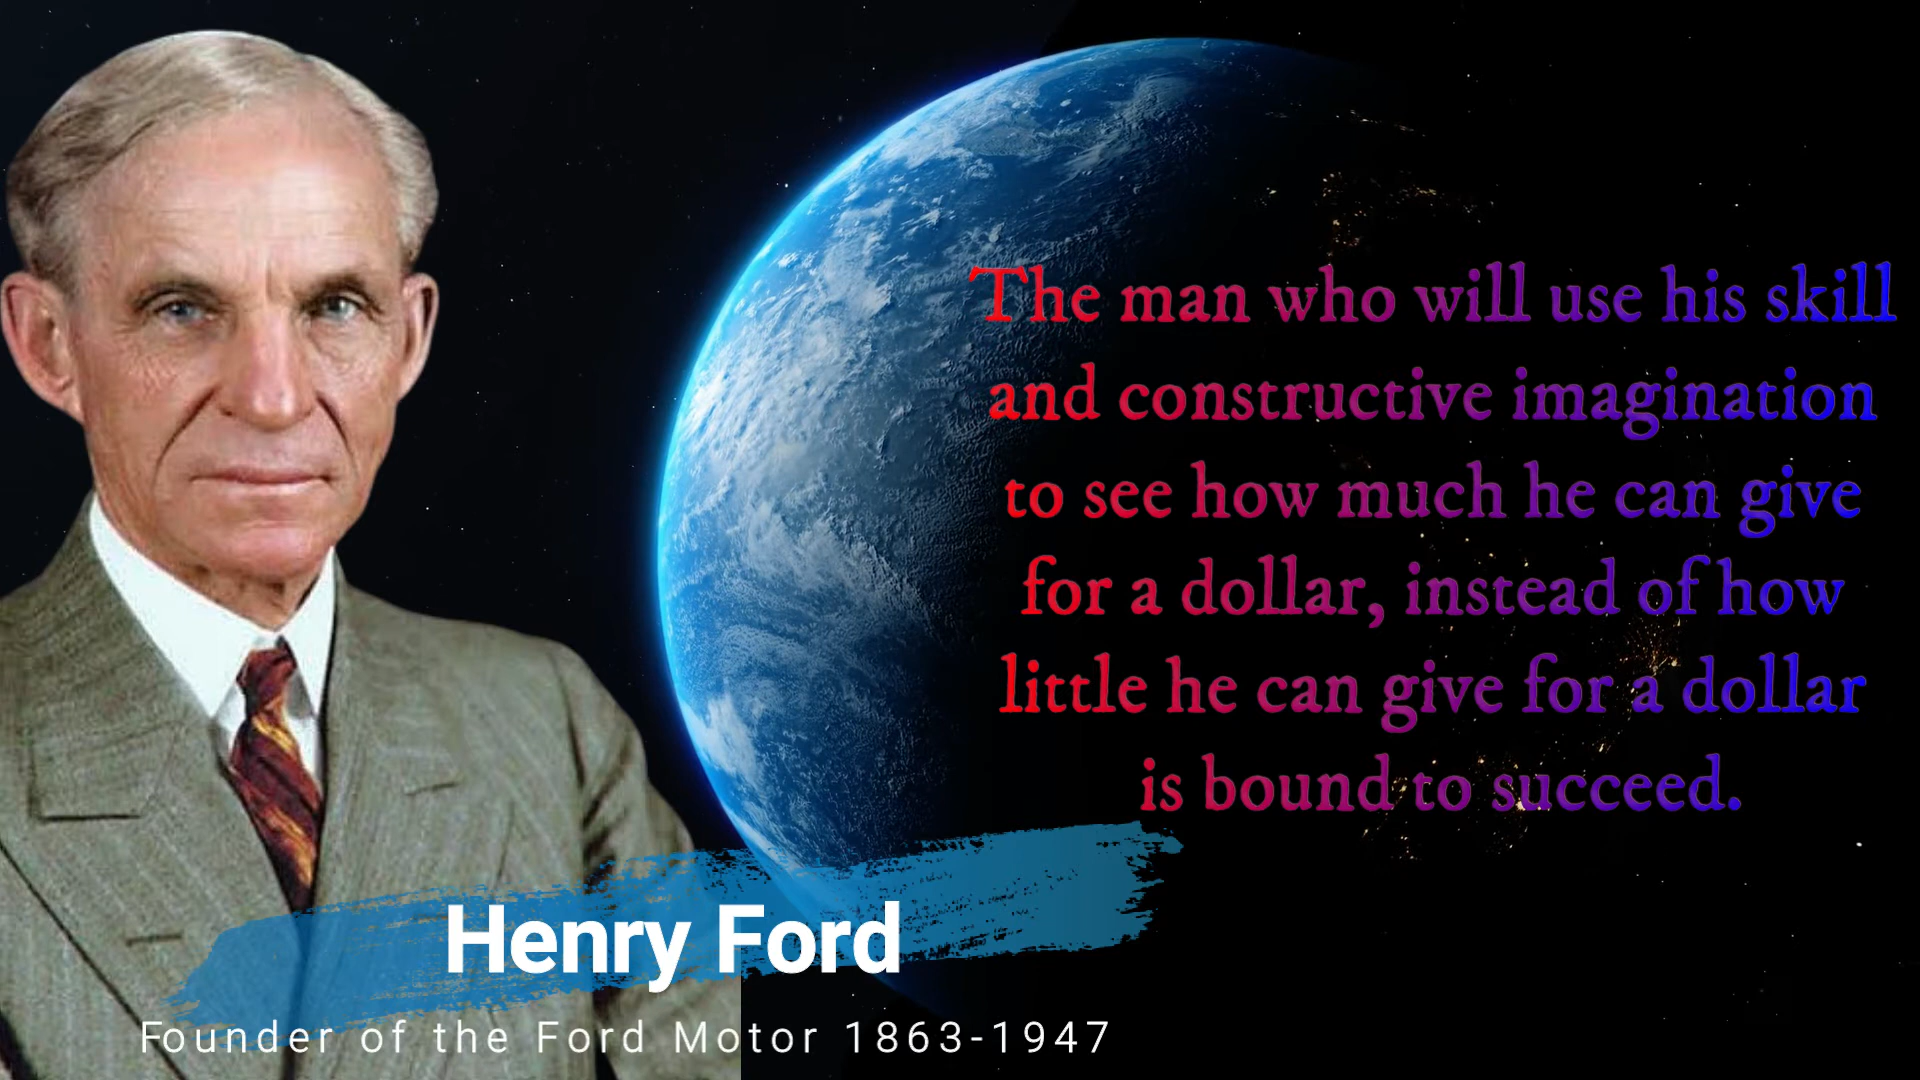 The man who will use his skill
and constructive imagination
to see how much he can give
for a dollar, instead of how
little he can give for a dollar
is bound to succeed.
Henry Ford
Founder of the Ford Motor 1863-1947